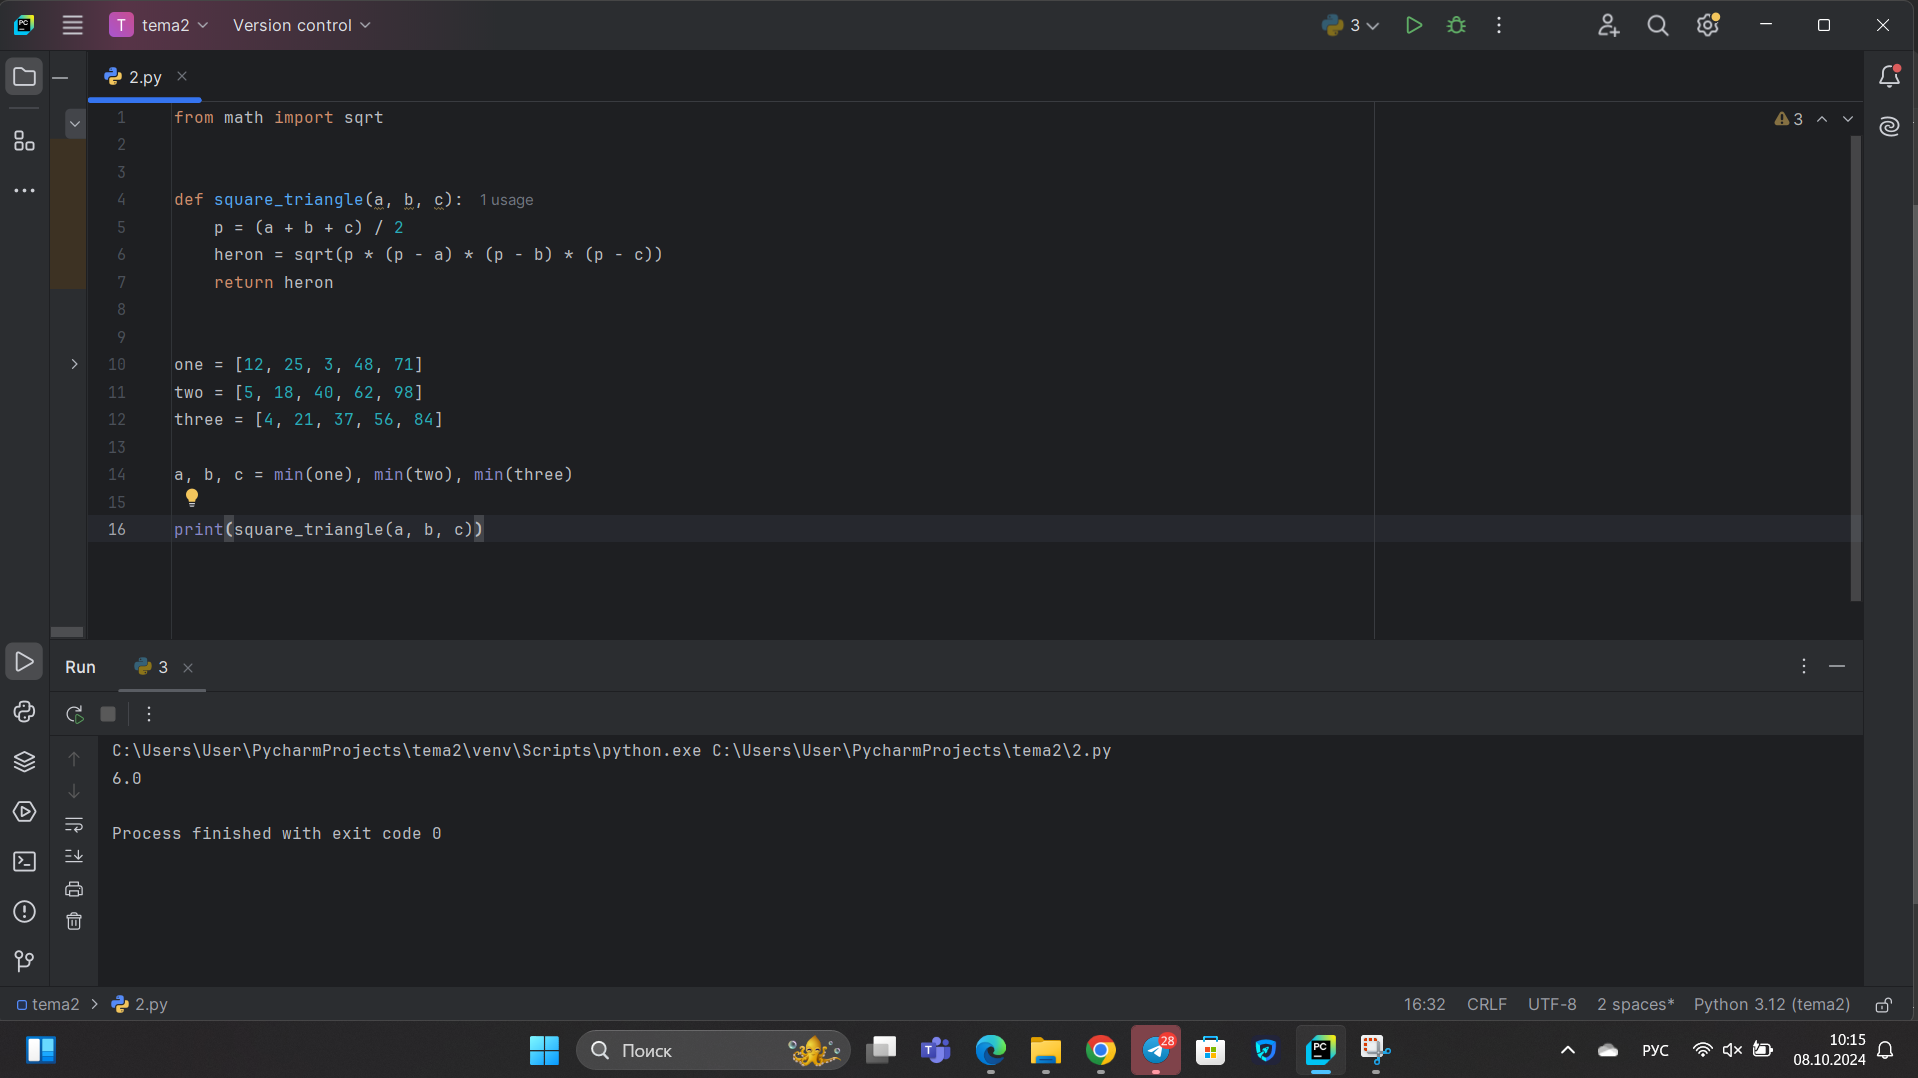 T tema2 Version control 3
2.py
1 from math import sqrt
2
3
4 def square_triangle(a, b, c): 1 usage
5 p = (a + b + c) / 2
6 heron = sqrt(p * (p - a) * (p - b) * (p - c))
7 return heron
8
9
10 one = [12, 25, 3, 48, 71]
11 two = [5, 18, 40, 62, 98]
12 three = [4, 21, 37, 56, 84]
13
14 a, b, c = min(one), min(two), min(three)
15
16 print(square_triangle(a, b, c))
3
Run 3
C:\Users\User\PycharmProjects\tema2\venv\Scripts\python.exe C:\Users\User\PycharmProjects\tema2\2.py
6.0
Process finished with exit code 0
tema2 > 2.py 16:32 CRLF UTF-8 2 spaces* Python 3.12 (tema2)
Поиск 28 РУС 10:15
08.10.2024